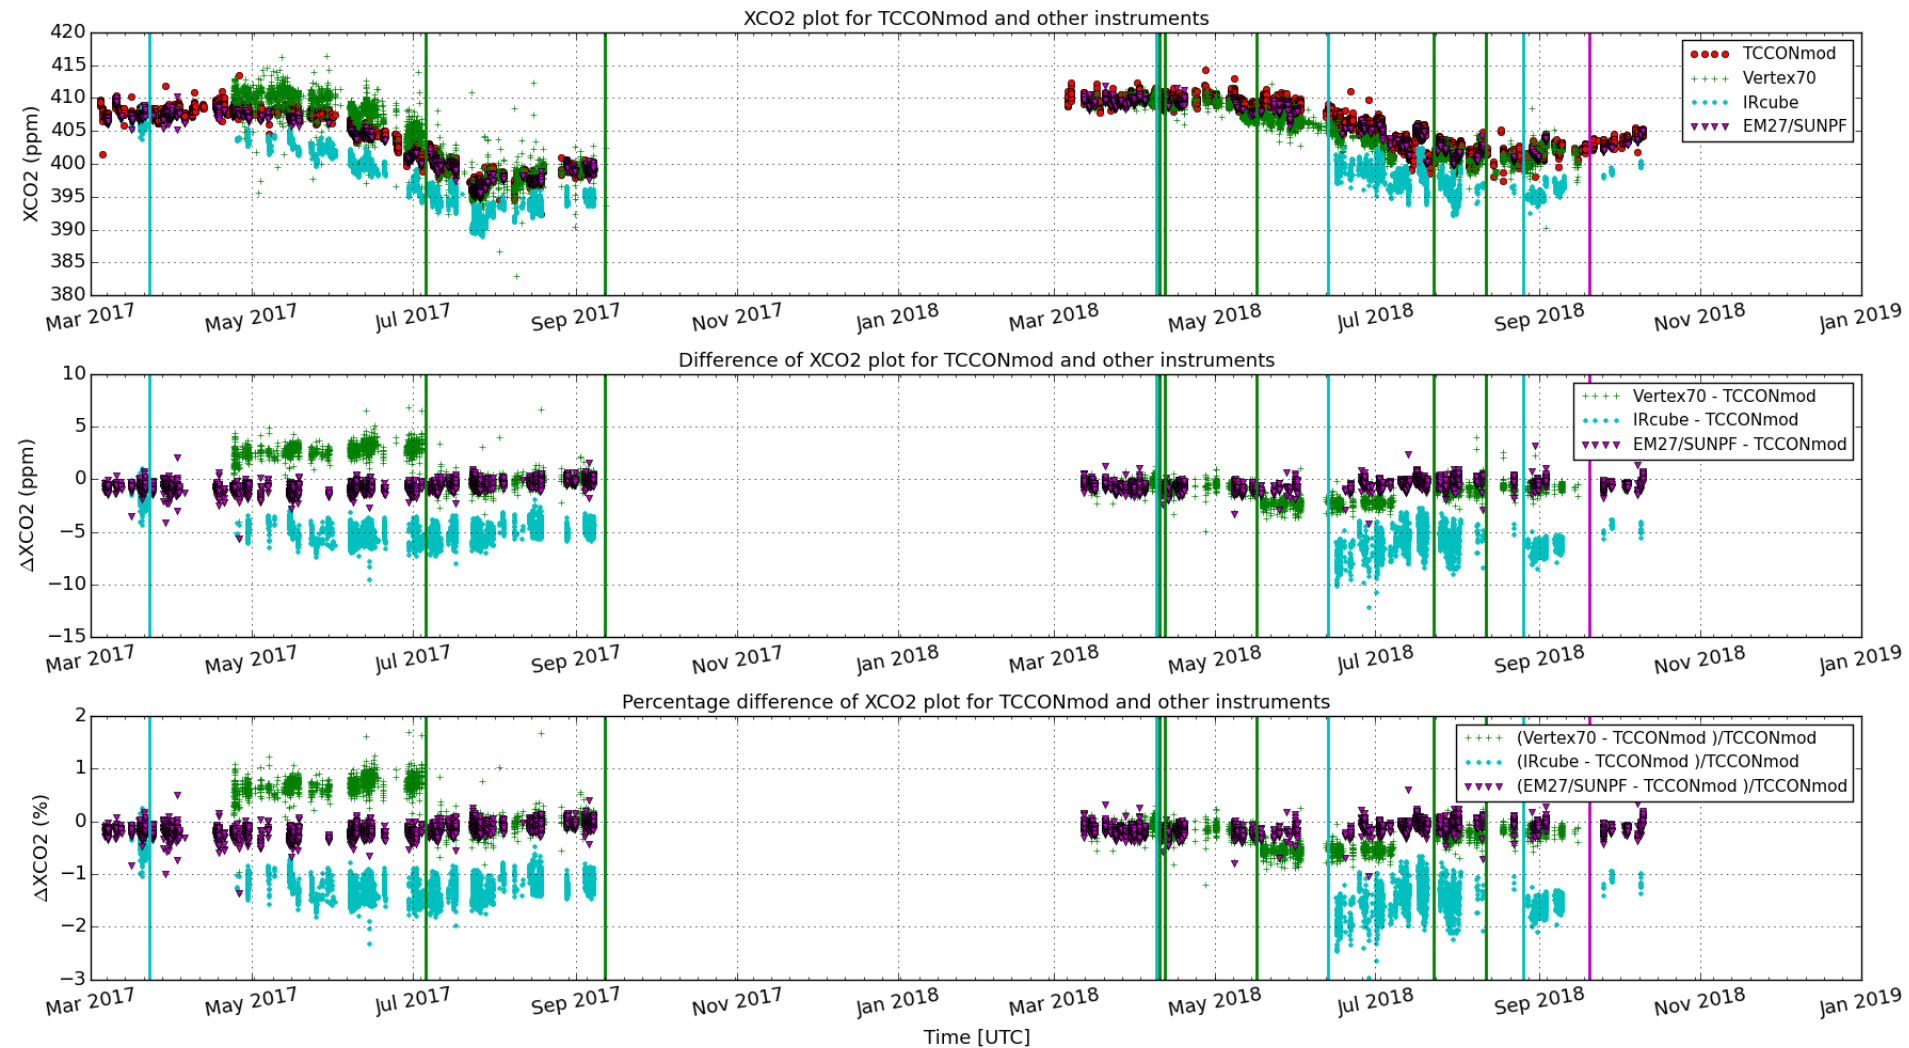 XCO2 plot for TCCONmod and other instruments
420
415
410
405
400
395
390
385
380
XCO2 (ppm)
TCCONmod
Vertex70
IRcube
EM27/SUNPF
Mar 2017 May 2017 Jul 2017 Sep 2017 Nov 2017 Jan 2018 Mar 2018 May 2018 Jul 2018 Sep 2018 Nov 2018 Jan 2019
Difference of XCO2 plot for TCCONmod and other instruments
10
5
0
−5
−10
−15
ΔXCO2 (ppm)
Vertex70 - TCCONmod
IRcube - TCCONmod
EM27/SUNPF - TCCONmod
Mar 2017 May 2017 Jul 2017 Sep 2017 Nov 2017 Jan 2018 Mar 2018 May 2018 Jul 2018 Sep 2018 Nov 2018 Jan 2019
Percentage difference of XCO2 plot for TCCONmod and other instruments
2
1
0
−1
−2
−3
ΔXCO2 (%)
(Vertex70 - TCCONmod )/TCCONmod
(IRcube - TCCONmod )/TCCONmod
(EM27/SUNPF - TCCONmod )/TCCONmod
Mar 2017 May 2017 Jul 2017 Sep 2017 Nov 2017 Jan 2018 Mar 2018 May 2018 Jul 2018 Sep 2018 Nov 2018 Jan 2019
Time [UTC]